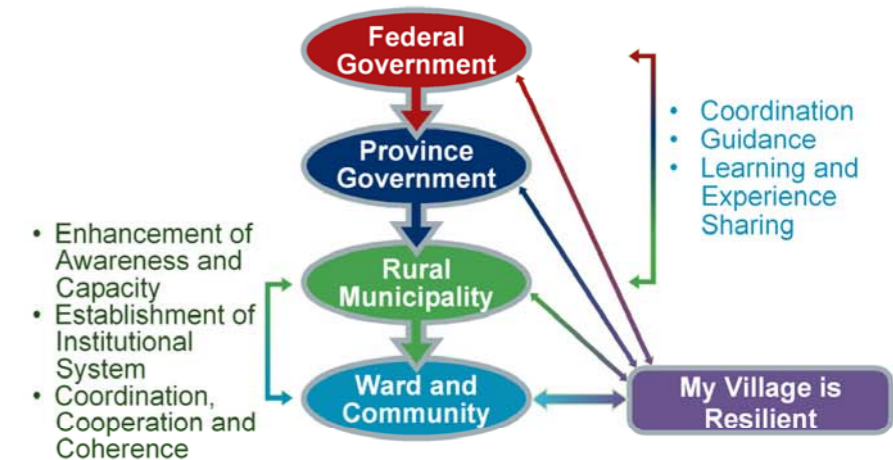 Federal
Government
Province
Government
Rural
Municipality
Ward and
Community
• Enhancement of
Awareness and
Capacity
• Establishment of
Institutional
System
• Coordination,
Cooperation and
Coherence
• Coordination
• Guidance
• Learning and
Experience
Sharing
My Village is
Resilient